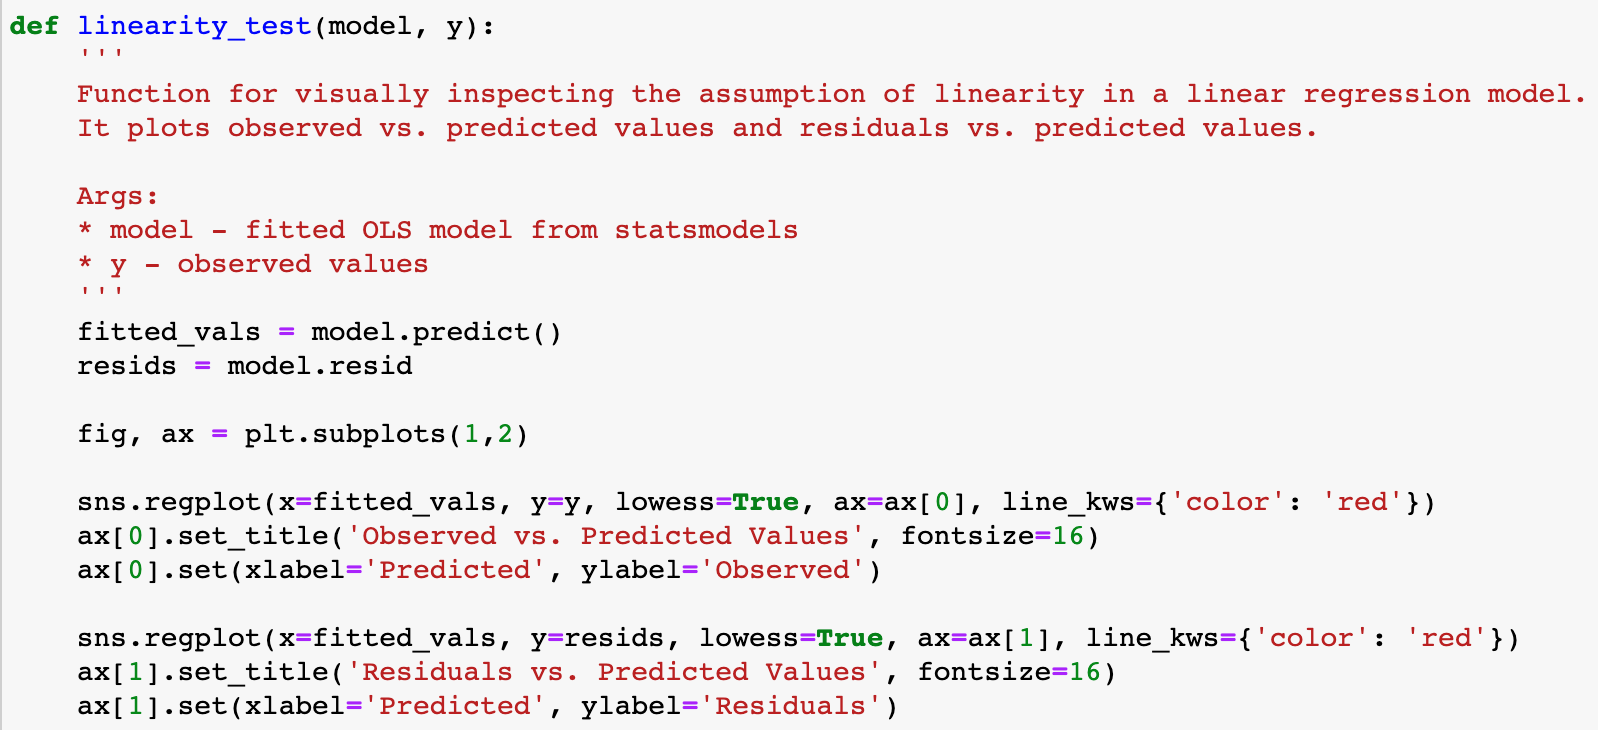 def linearity_test(model, y):
    '''
    Function for visually inspecting the assumption of linearity in a linear regression model.
    It plots observed vs. predicted values and residuals vs. predicted values.

    Args:
    * model - fitted OLS model from statsmodels
    * y - observed values
    '''
    fitted_vals = model.predict()
    resids = model.resid

    fig, ax = plt.subplots(1,2)

    sns.regplot(x=fitted_vals, y=y, lowess=True, ax=ax[0], line_kws={'color': 'red'})
    ax[0].set_title('Observed vs. Predicted Values', fontsize=16)
    ax[0].set(xlabel='Predicted', ylabel='Observed')

    sns.regplot(x=fitted_vals, y=resids, lowess=True, ax=ax[1], line_kws={'color': 'red'})
    ax[1].set_title('Residuals vs. Predicted Values', fontsize=16)
    ax[1].set(xlabel='Predicted', ylabel='Residuals')